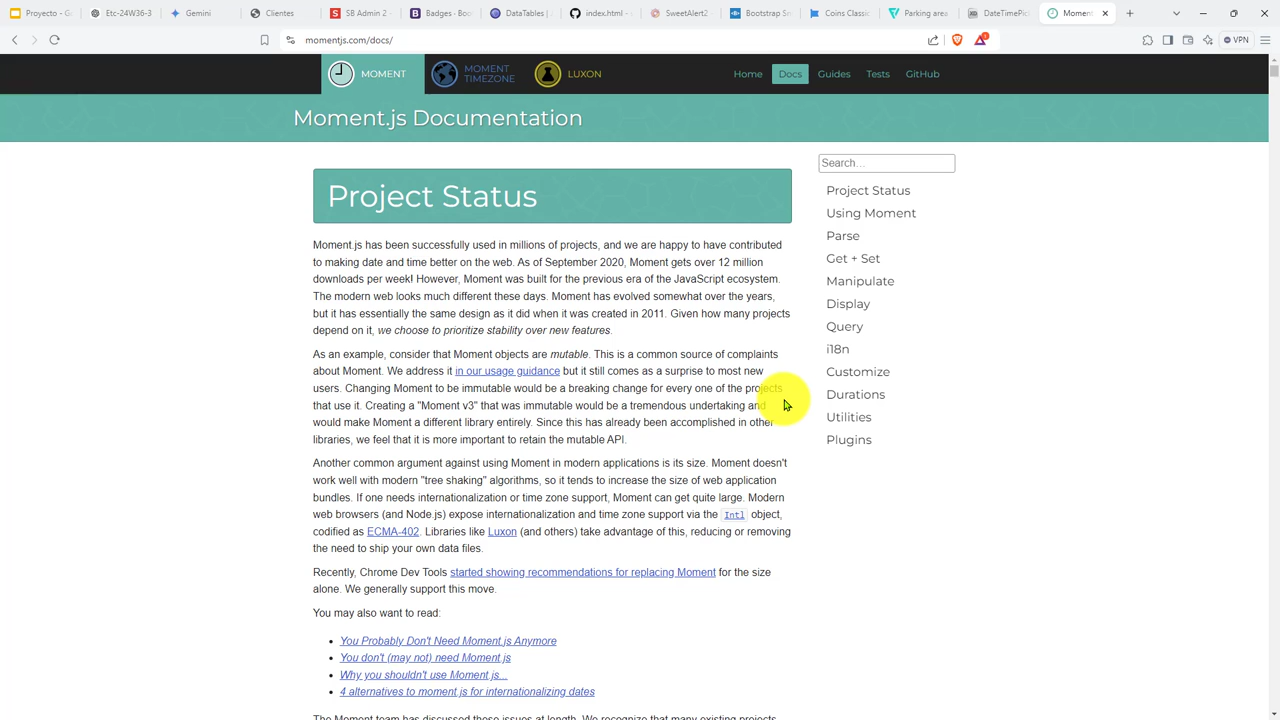 Proyecto - G
Etc-24W36-3
Gemini
Clientes
SB Admin 2
Badges - Boo
DataTables |
index.html -
SweetAlert2
Bootstrap Sn
Coins Classic
Parking area
DateTimePick
Moment
momentjs.com/docs/
VPN
MOMENT
MOMENT TIMEZONE
LUXON
Home
Docs
Guides
Tests
GitHub
Moment.js Documentation
Project Status
Moment.js has been successfully used in millions of projects, and we are happy to have contributed
to making date and time better on the web. As of September 2020, Moment gets over 12 million
downloads per week! However, Moment was built for the previous era of the JavaScript ecosystem.
The modern web looks much different these days. Moment has evolved somewhat over the years,
but it has essentially the same design as it did when it was created in 2011. Given how many projects
depend on it, we choose to prioritize stability over new features.
As an example, consider that Moment objects are mutable. This is a common source of complaints
about Moment. We address it in our usage guidance but it still comes as a surprise to most new
users. Changing Moment to be immutable would be a breaking change for every one of the projects
that use it. Creating a "Moment v3" that was immutable would be a tremendous undertaking and
would make Moment a different library entirely. Since this has already been accomplished in other
libraries, we feel that it is more important to retain the mutable API.
Another common argument against using Moment in modern applications is its size. Moment doesn't
work well with modern "tree shaking" algorithms, so it tends to increase the size of web application
bundles. If one needs internationalization or time zone support, Moment can get quite large. Modern
web browsers (and Node.js) expose internationalization and time zone support via the Intl object,
codified as ECMA-402. Libraries like Luxon (and others) take advantage of this, reducing or removing
the need to ship your own data files.
Recently, Chrome Dev Tools started showing recommendations for replacing Moment for the size
alone. We generally support this move.
You may also want to read:
You Probably Don't Need Moment.js Anymore
You don't (may not) need Moment.js
Why you shouldn't use Moment.js...
4 alternatives to moment.js for internationalizing dates
The Moment team has discussed these issues at length. We recognize that many existing projects
Search...
Project Status
Using Moment
Parse
Get + Set
Manipulate
Display
Query
i18n
Customize
Durations
Utilities
Plugins